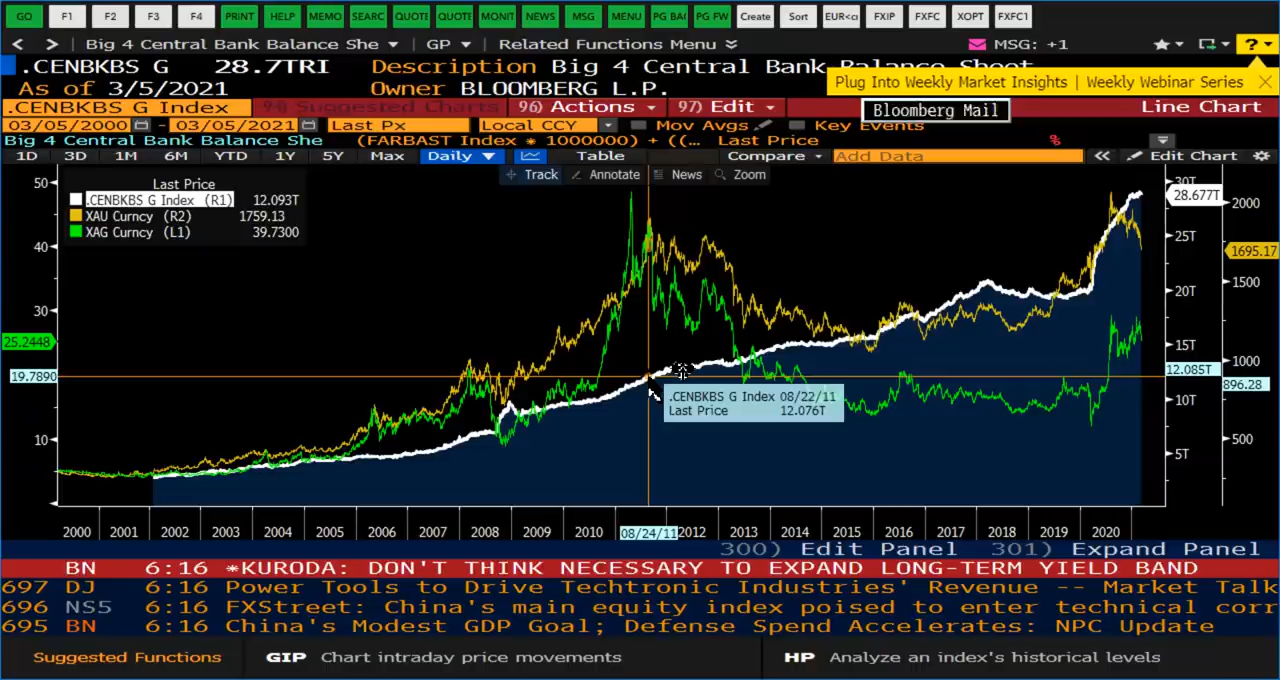 GO F1 F2 F3 F4 PRINT HELP MEMO SEARC QUOTE QUOTE MONIT NEWS MSG MENU PG BAC PG FW Create Sort EUR<cu FXIP FXFC XOPT FXFC1
< > Big 4 Central Bank Balance She GP Related Functions Menu MSG: +1 ?
.CENBKBS G 28.7TRI Description Big 4 Central Bank Balance Sheet
As of 3/5/2021 Owner BLOOMBERG L.P.
Plug Into Weekly Market Insights | Weekly Webinar Series
.CENBKBS G Index 94) Suggested Charts 96) Actions 97) Edit Line Chart
Bloomberg Mail
03/05/2000 - 03/05/2021 Last Px Local CCY Mov Avgs Key Events
Big 4 Central Bank Balance She (FARBAST Index * 1000000) + ((... Last Price %
1D 3D 1M 6M YTD 1Y 5Y Max Daily Table Compare Add Data « Edit Chart
Track Annotate News Zoom
Last Price
.CENBKBS G Index (R1) 12.093T
XAU Curncy (R2) 1759.13
XAG Curncy (L1) 39.7300
50
40
30
25.2448
19.7890
10
30T
28.677T
25T
20T
15T
12.085T
10T
5T
2000
1695.17
1500
1000
896.28
500
.CENBKBS G Index 08/22/11
Last Price 12.076T
2000 2001 2002 2003 2004 2005 2006 2007 2008 2009 2010 08/24/11 2012 2013 2014 2015 2016 2017 2018 2019 2020
300) Edit Panel 301) Expand Panel
BN 6:16 *KURODA: DON'T THINK NECESSARY TO EXPAND LONG-TERM YIELD BAND
697 DJ 6:16 Power Tools to Drive Techtronic Industries' Revenue -- Market Talk
696 NS5 6:16 FXStreet: China's main equity index poised to enter technical corr
695 BN 6:16 China's Modest GDP Goal; Defense Spend Accelerates: NPC Update
Suggested Functions GIP Chart intraday price movements HP Analyze an index's historical levels